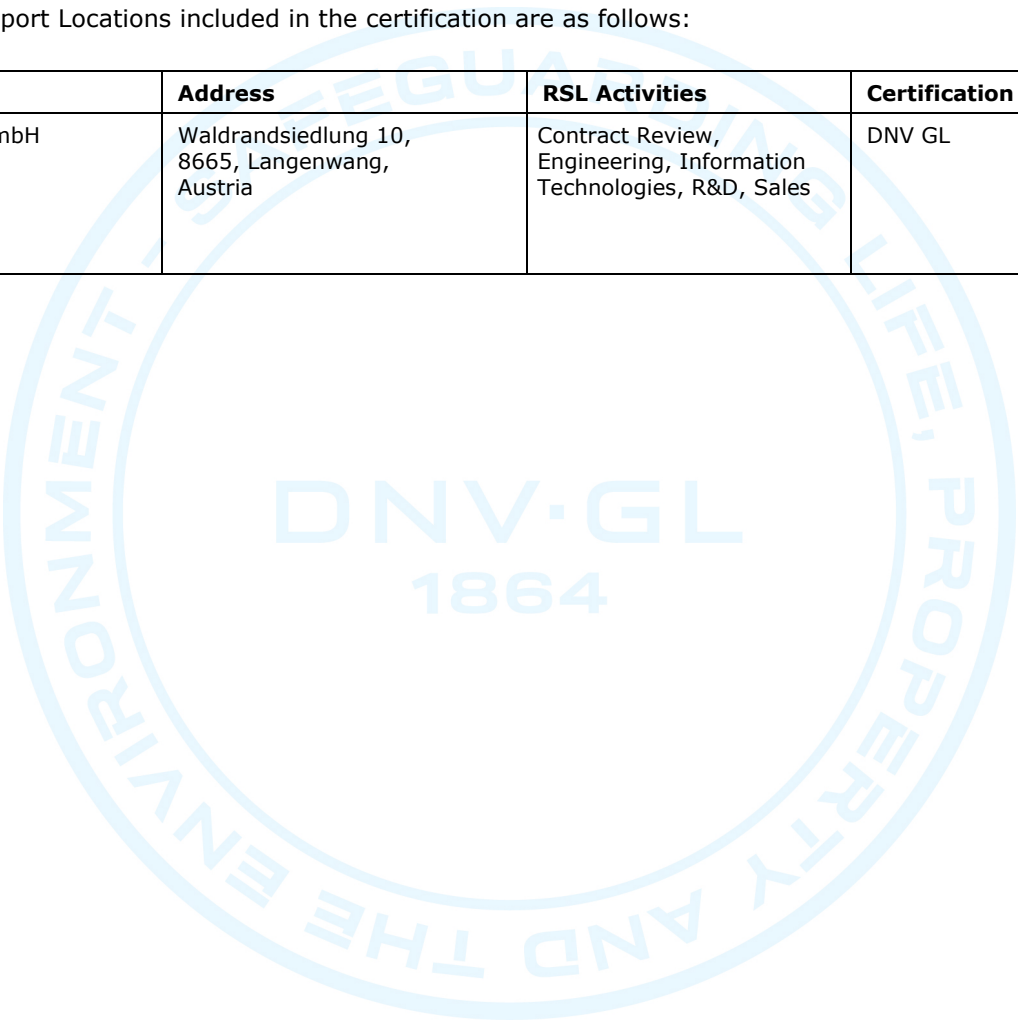 port Locations included in the certification are as follows:
Address RSL Activities Certification
mbH Waldrandsiedlung 10, Contract Review, DNV GL
8665, Langenwang, Engineering, Information
Austria Technologies, R&D, Sales
SAFEGUARDING LIFE, PROPERTY AND THE ENVIRONMENT -
DNV·GL
1864